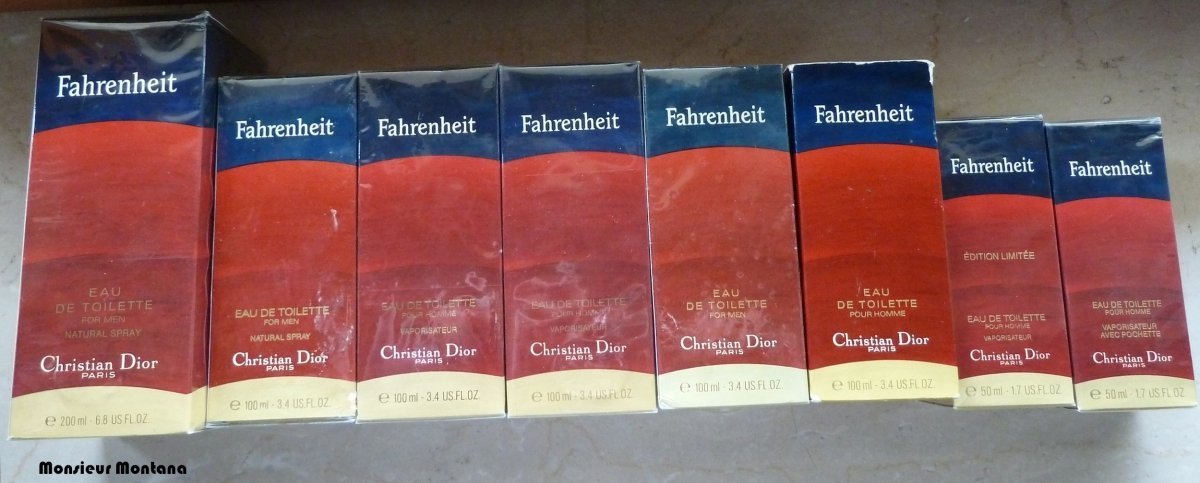 Fahrenheit
EAU
DE TOILETTE
FOR MEN
NATURAL SPRAY
Christian Dior
PARIS
e 200 ml - 6.8 US FL OZ.
Fahrenheit
EAU DE TOILETTE
FOR MEN
NATURAL SPRAY
Christian Dior
PARIS
e 100 ml - 3.4 US.FL.OZ.
Fahrenheit
EAU DE TOILETTE
POUR HOMME
VAPORISATEUR
Christian Dior
PARIS
e 100 ml - 3.4 US.FL.OZ.
Fahrenheit
EAU DE TOILETTE
POUR HOMME
VAPORISATEUR
Christian Dior
PARIS
e 100 ml - 3.4 US.FL.OZ.
Fahrenheit
EAU
DE TOILETTE
FOR MEN
Christian Dior
PARIS
e 100 ml - 3.4 US.FL.OZ.
Fahrenheit
EAU
DE TOILETTE
POUR HOMME
Christian Dior
PARIS
e 100 ml - 3.4 US.FL.OZ.
Fahrenheit
ÉDITION LIMITÉE
EAU DE TOILETTE
POUR HOMME
VAPORISATEUR
Christian Dior
PARIS
e 50 ml - 1.7 US.FL.OZ.
Fahrenheit
EAU DE TOILETTE
POUR HOMME
VAPORISATEUR
AVEC POCHETTE
Christian Dior
PARIS
e 50 ml - 1.7 US.FL.OZ.
Monsieur Montana